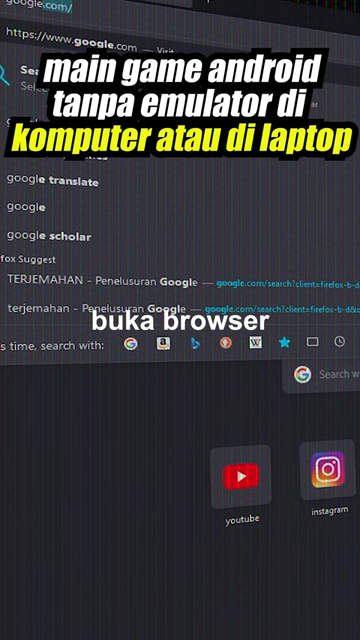 google.com/
https://www.google.com — Visit
main game android
tanpa emulator di
komputer atau di laptop
google translate
google
google scholar
fox Suggest
TERJEMAHAN - Penelusuran Google — google.com/search?client=firefox-b-d
terjemahan - Penelusuran Google — google.com/search?client=firefox-b-d
buka browser
s time, search with:
Search w
youtube
instagram